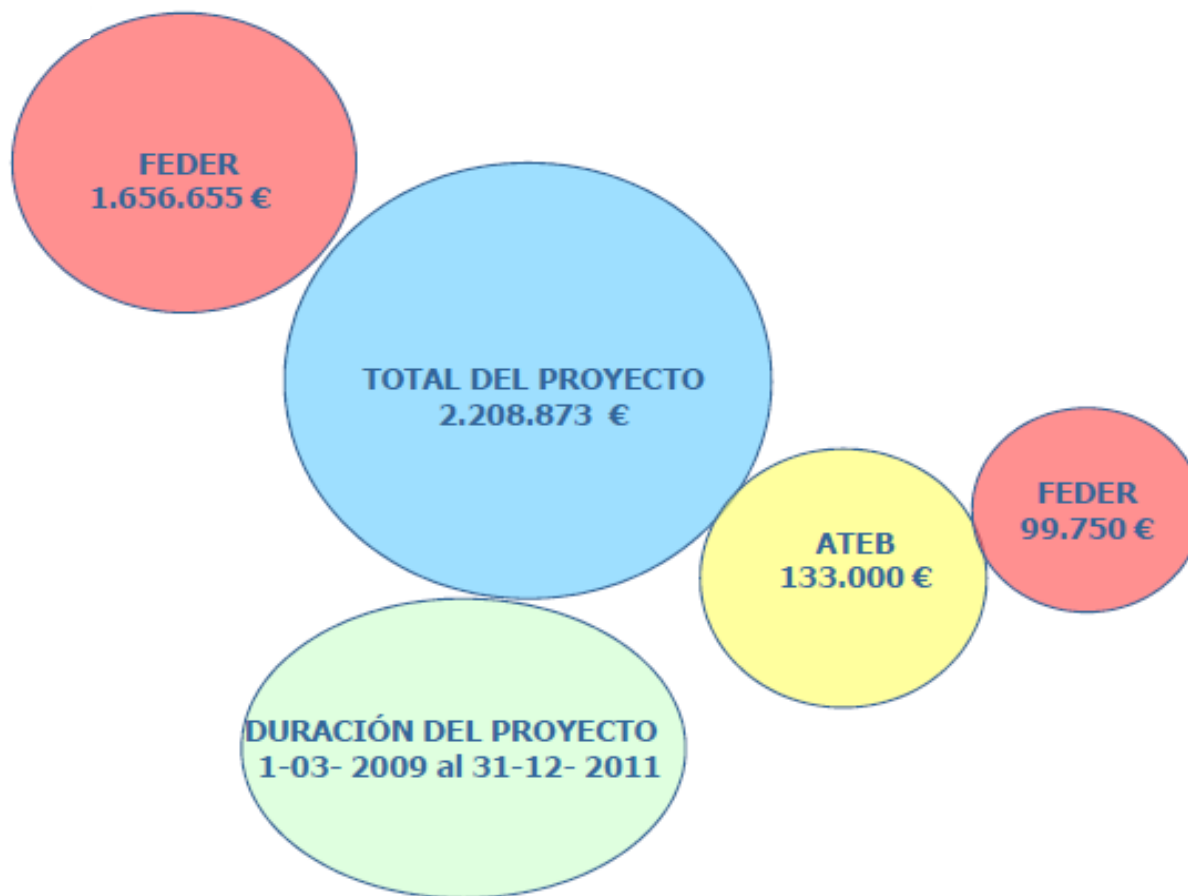 FEDER
1.656.655 €
TOTAL DEL PROYECTO
2.208.873 €
FEDER
99.750 €
ATEB
133.000 €
DURACIÓN DEL PROYECTO
1-03- 2009 al 31-12- 2011